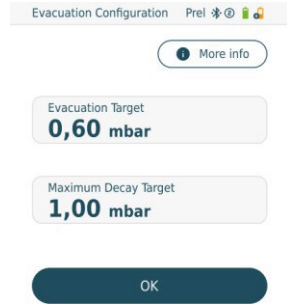 Evacuation Configuration Prel
More info
Evacuation Target
0,60 mbar
Maximum Decay Target
1,00 mbar
OK